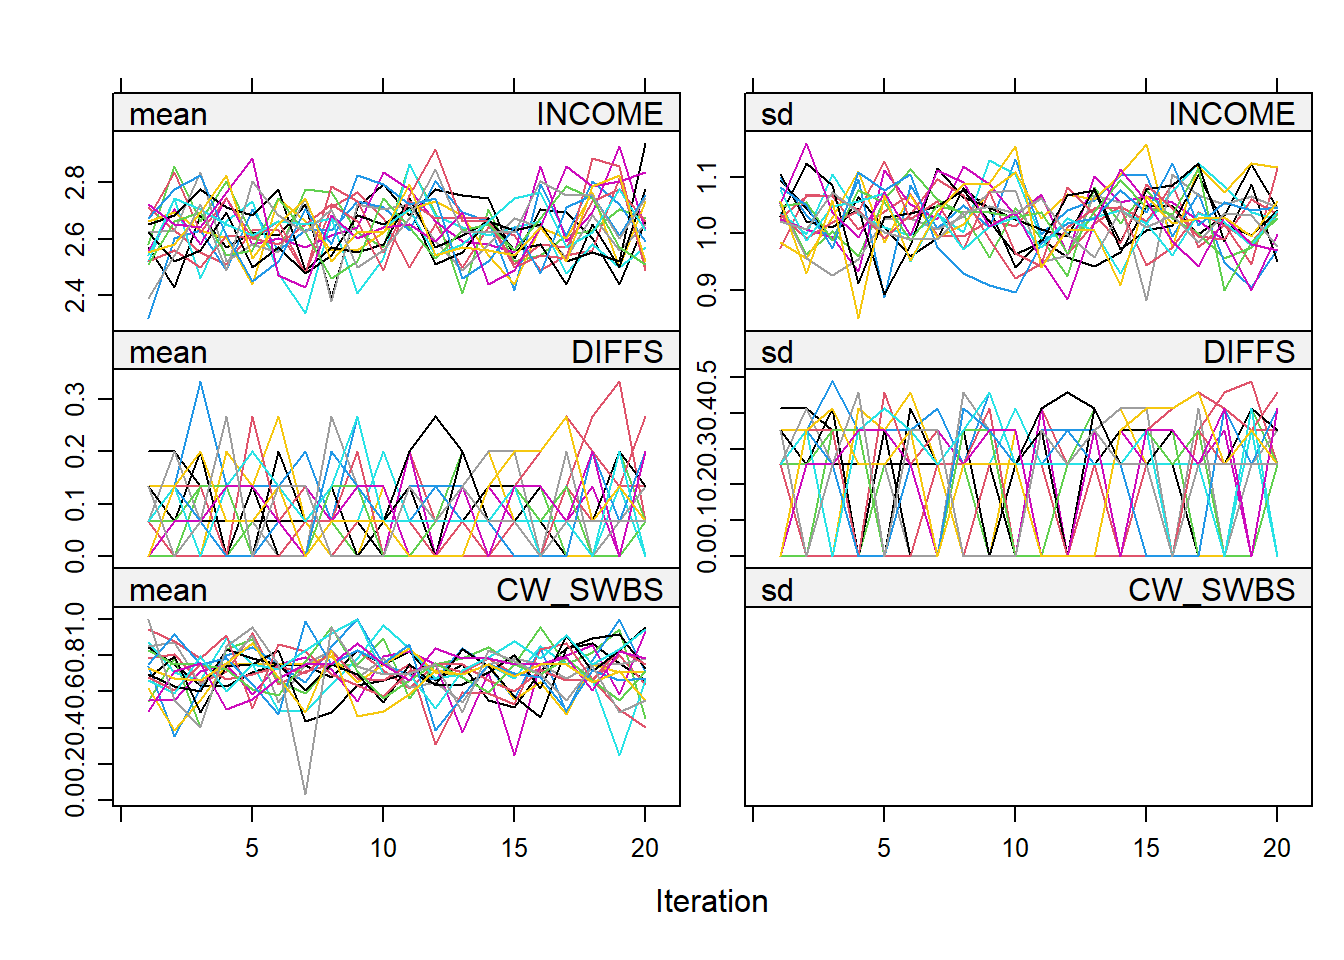 mean INCOME
2.4 2.6 2.8
sd INCOME
0.9 1.0 1.1
mean DIFFS
0.0 0.1 0.2 0.3
sd DIFFS
0.00.10.20.30.40.5
mean CW_SWBS
0.00.20.40.60.81.0
sd CW_SWBS
5 10 15 20
5 10 15 20
Iteration